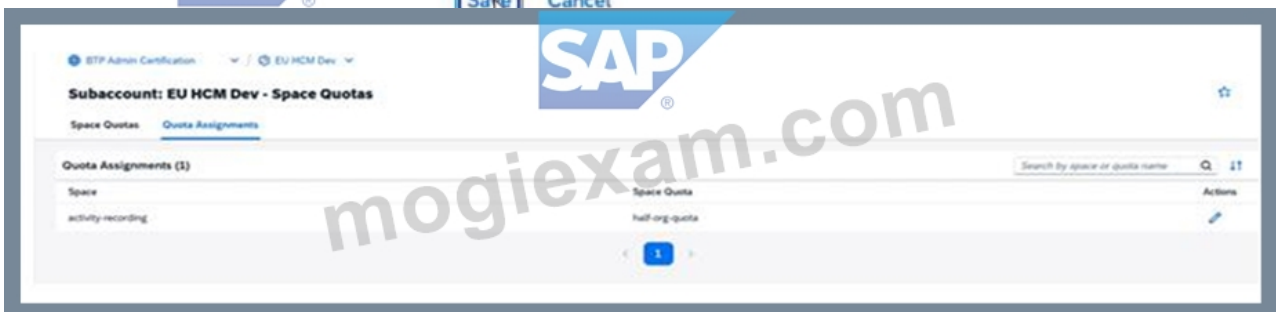 Save Cancel
SAP
®
BTP Admin Certification / EU HCM Dev
Subaccount: EU HCM Dev - Space Quotas
Space Quotas Quota Assignments
Quota Assignments (1) Search by space or quota name
Space Space Quota Actions
activity-recording half-org-quota
1
mogiexam.com